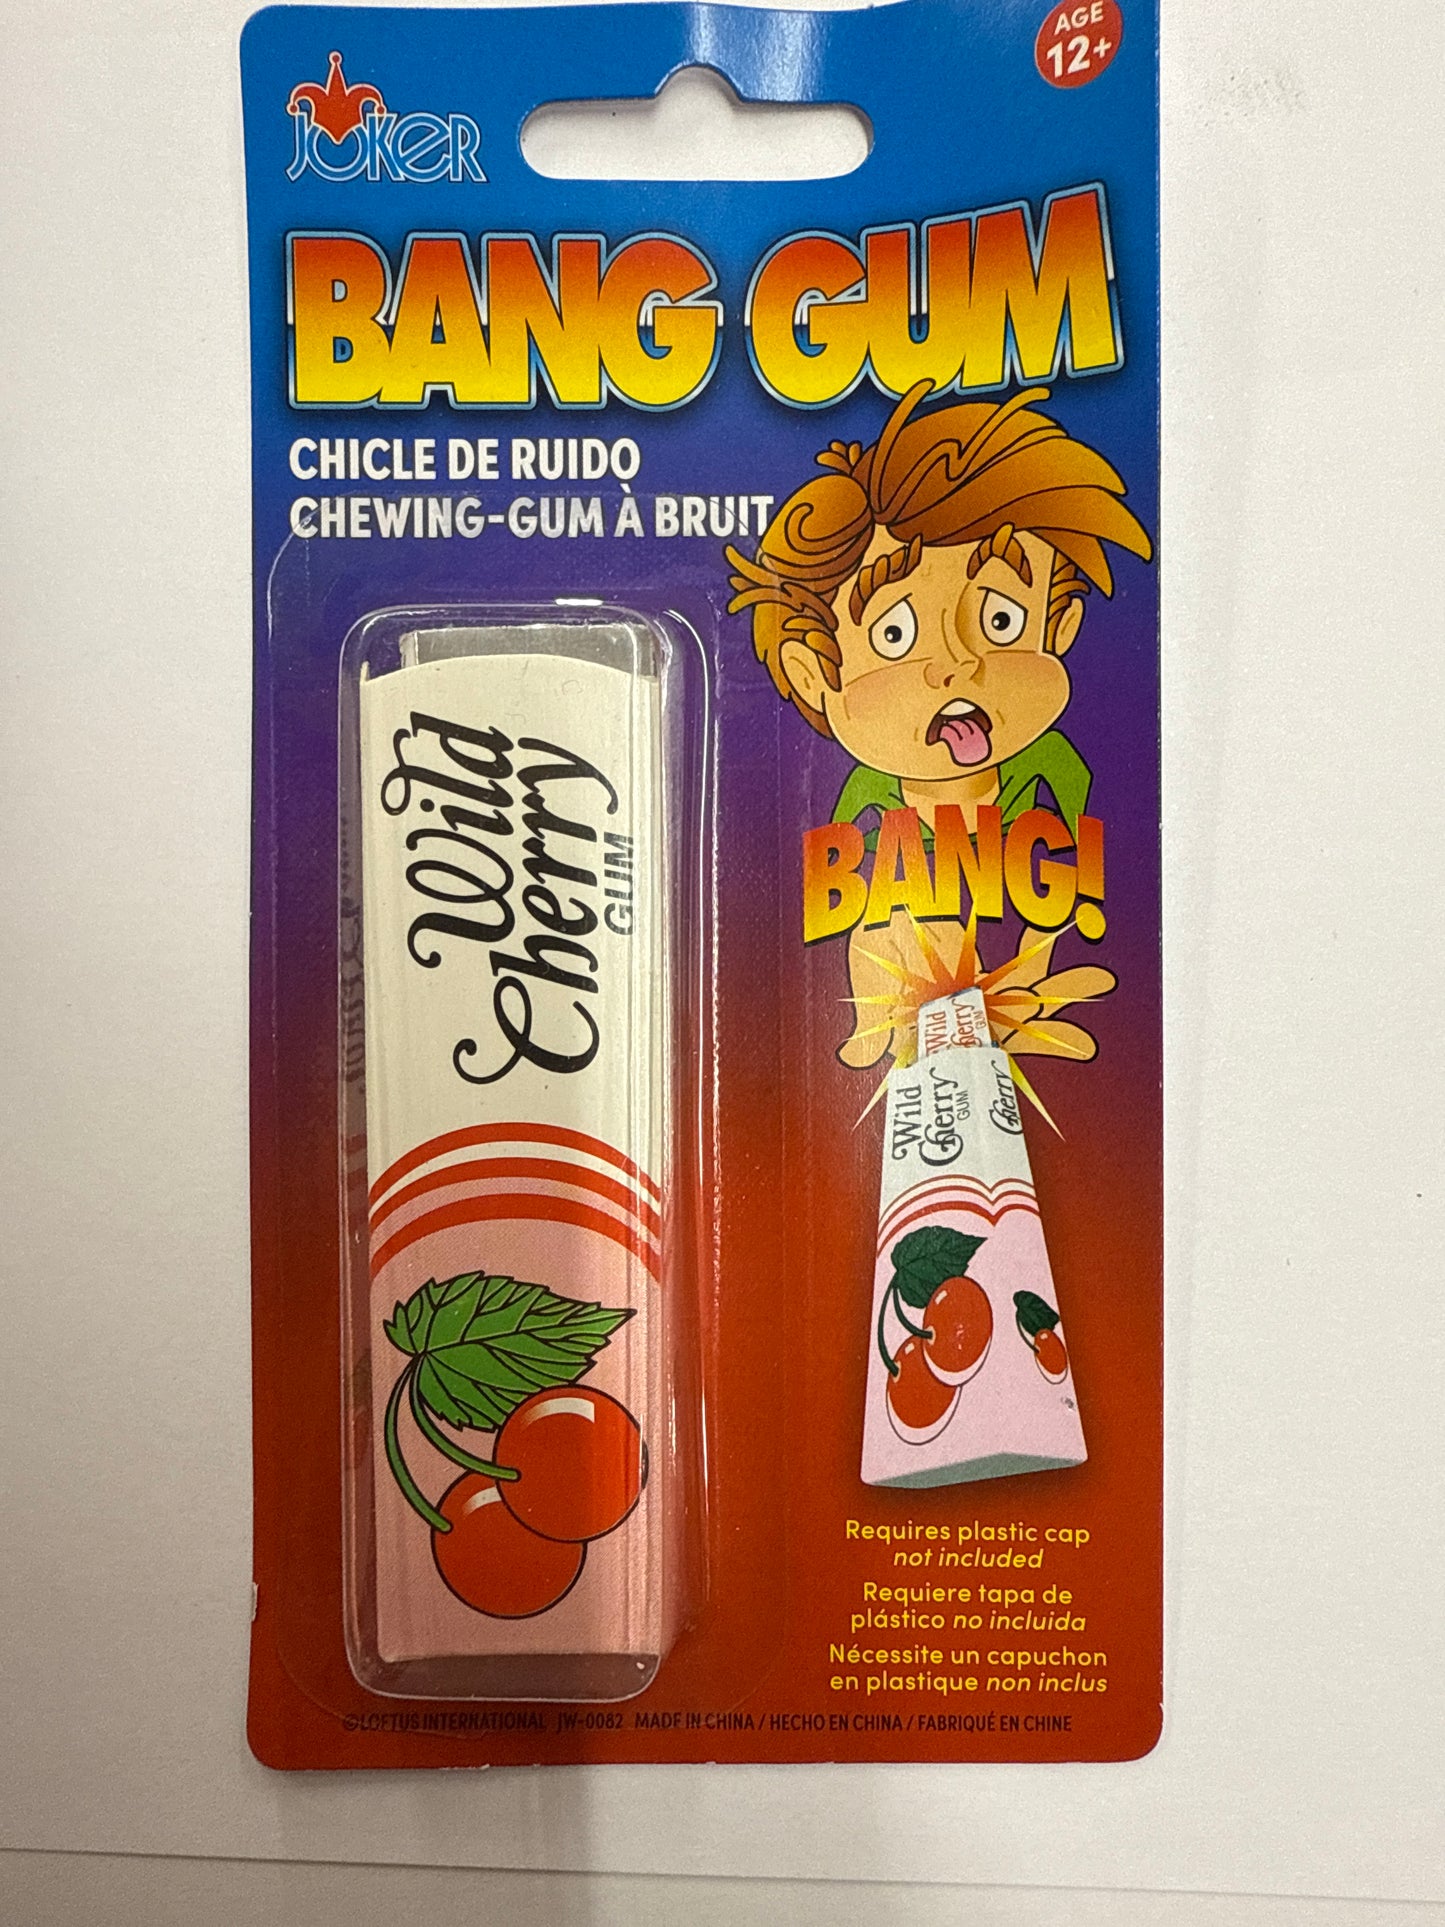 AGE
12+
JOKER
BANG GUM
CHICLE DE RUIDO
CHEWING-GUM À BRUIT
Wild
Cherry
GUM
BANG!
Wild
Cherry
GUM
Wild
Cherry
GUM
Cherry
Requires plastic cap
not included
Requiere tapa de
plástico no incluida
Nécessite un capuchon
en plastique non inclus
©LOFTUS INTERNATIONAL JW-0082 MADE IN CHINA / HECHO EN CHINA / FABRIQUÉ EN CHINE